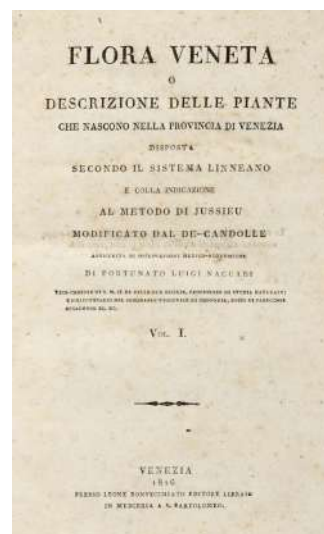 FLORA VENETA
O
DESCRIZIONE DELLE PIANTE
CHE NASCONO NELLA PROVINCIA DI VENEZIA
DISPOSTA
SECONDO IL SISTEMA LINNEANO
E COLLA INDICAZIONE
AL METODO DI JUSSIEU
MODIFICATO DAL DE-CANDOLLE
DI FORTUNATO LUIGI NACCARI
VOL. I.
VENEZIA
1826
PRESSO LEONE BONVECCHIATO EDITORE LIBRAIO
IN MERCERIA A S. BARTOLOMEO.